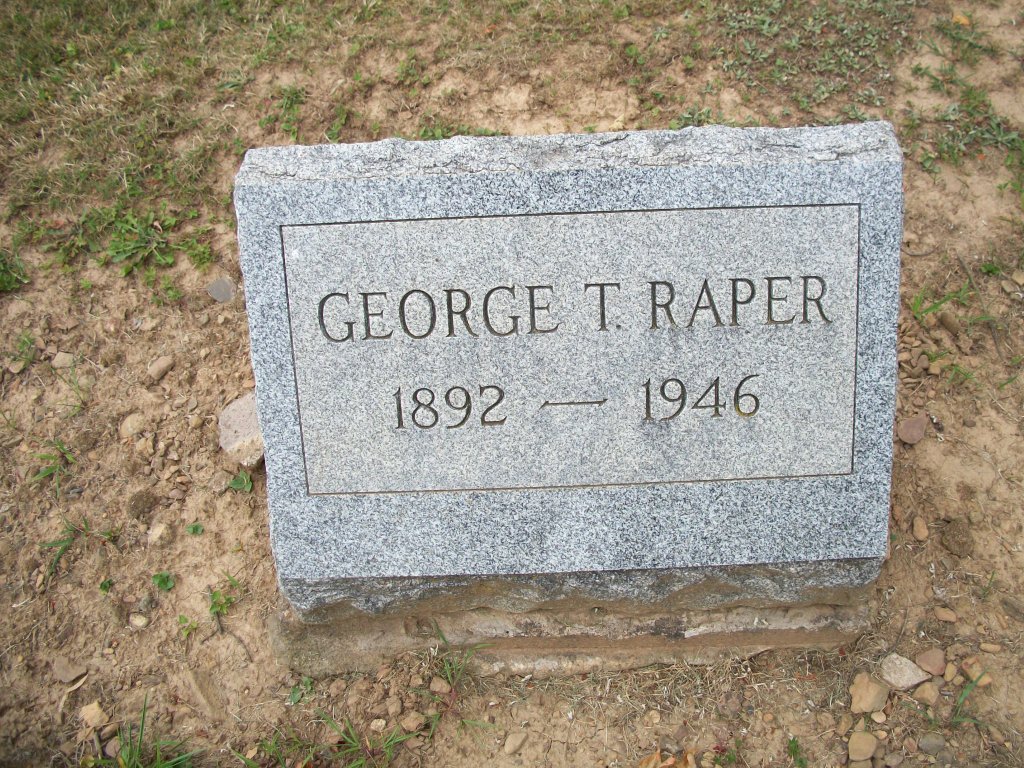 GEORGE T. RAPER
1892 — 1946